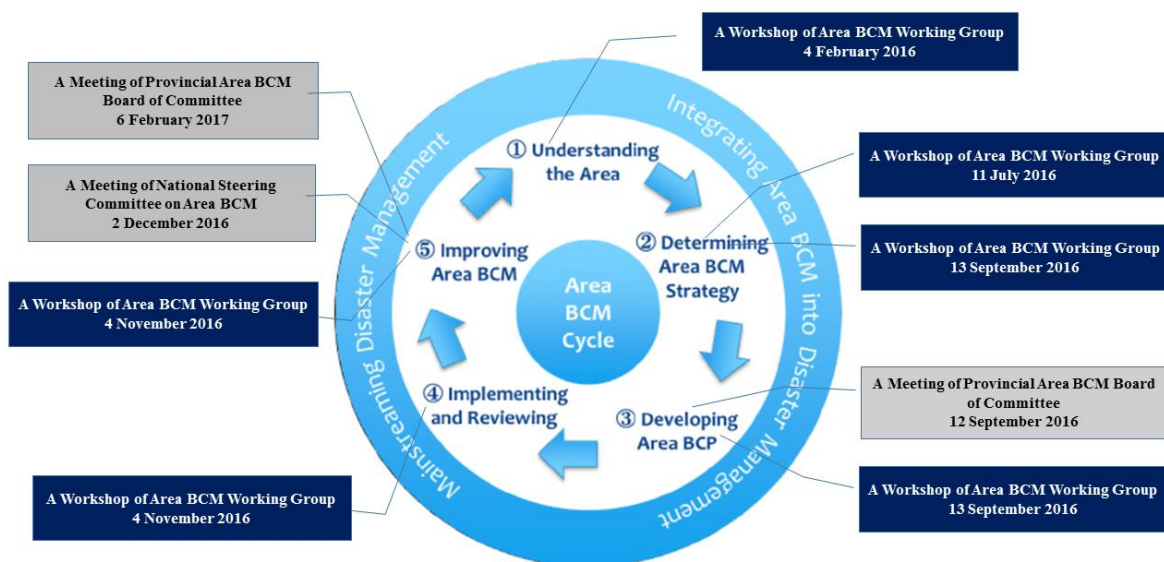 A Workshop of Area BCM Working Group
4 February 2016
A Meeting of Provincial Area BCM
Board of Committee
6 February 2017
A Meeting of National Steering
Committee on Area BCM
2 December 2016
A Workshop of Area BCM Working Group
4 November 2016
A Workshop of Area BCM Working Group
4 November 2016
Mainstreaming Disaster Management
Integrating Area BCM into Disaster Management
① Understanding
the Area
② Determining
Area BCM
Strategy
③ Developing
Area BCP
④ Implementing
and Reviewing
⑤ Improving
Area BCM
Area
BCM
Cycle
A Workshop of Area BCM Working Group
11 July 2016
A Workshop of Area BCM Working Group
13 September 2016
A Meeting of Provincial Area BCM Board
of Committee
12 September 2016
A Workshop of Area BCM Working Group
13 September 2016